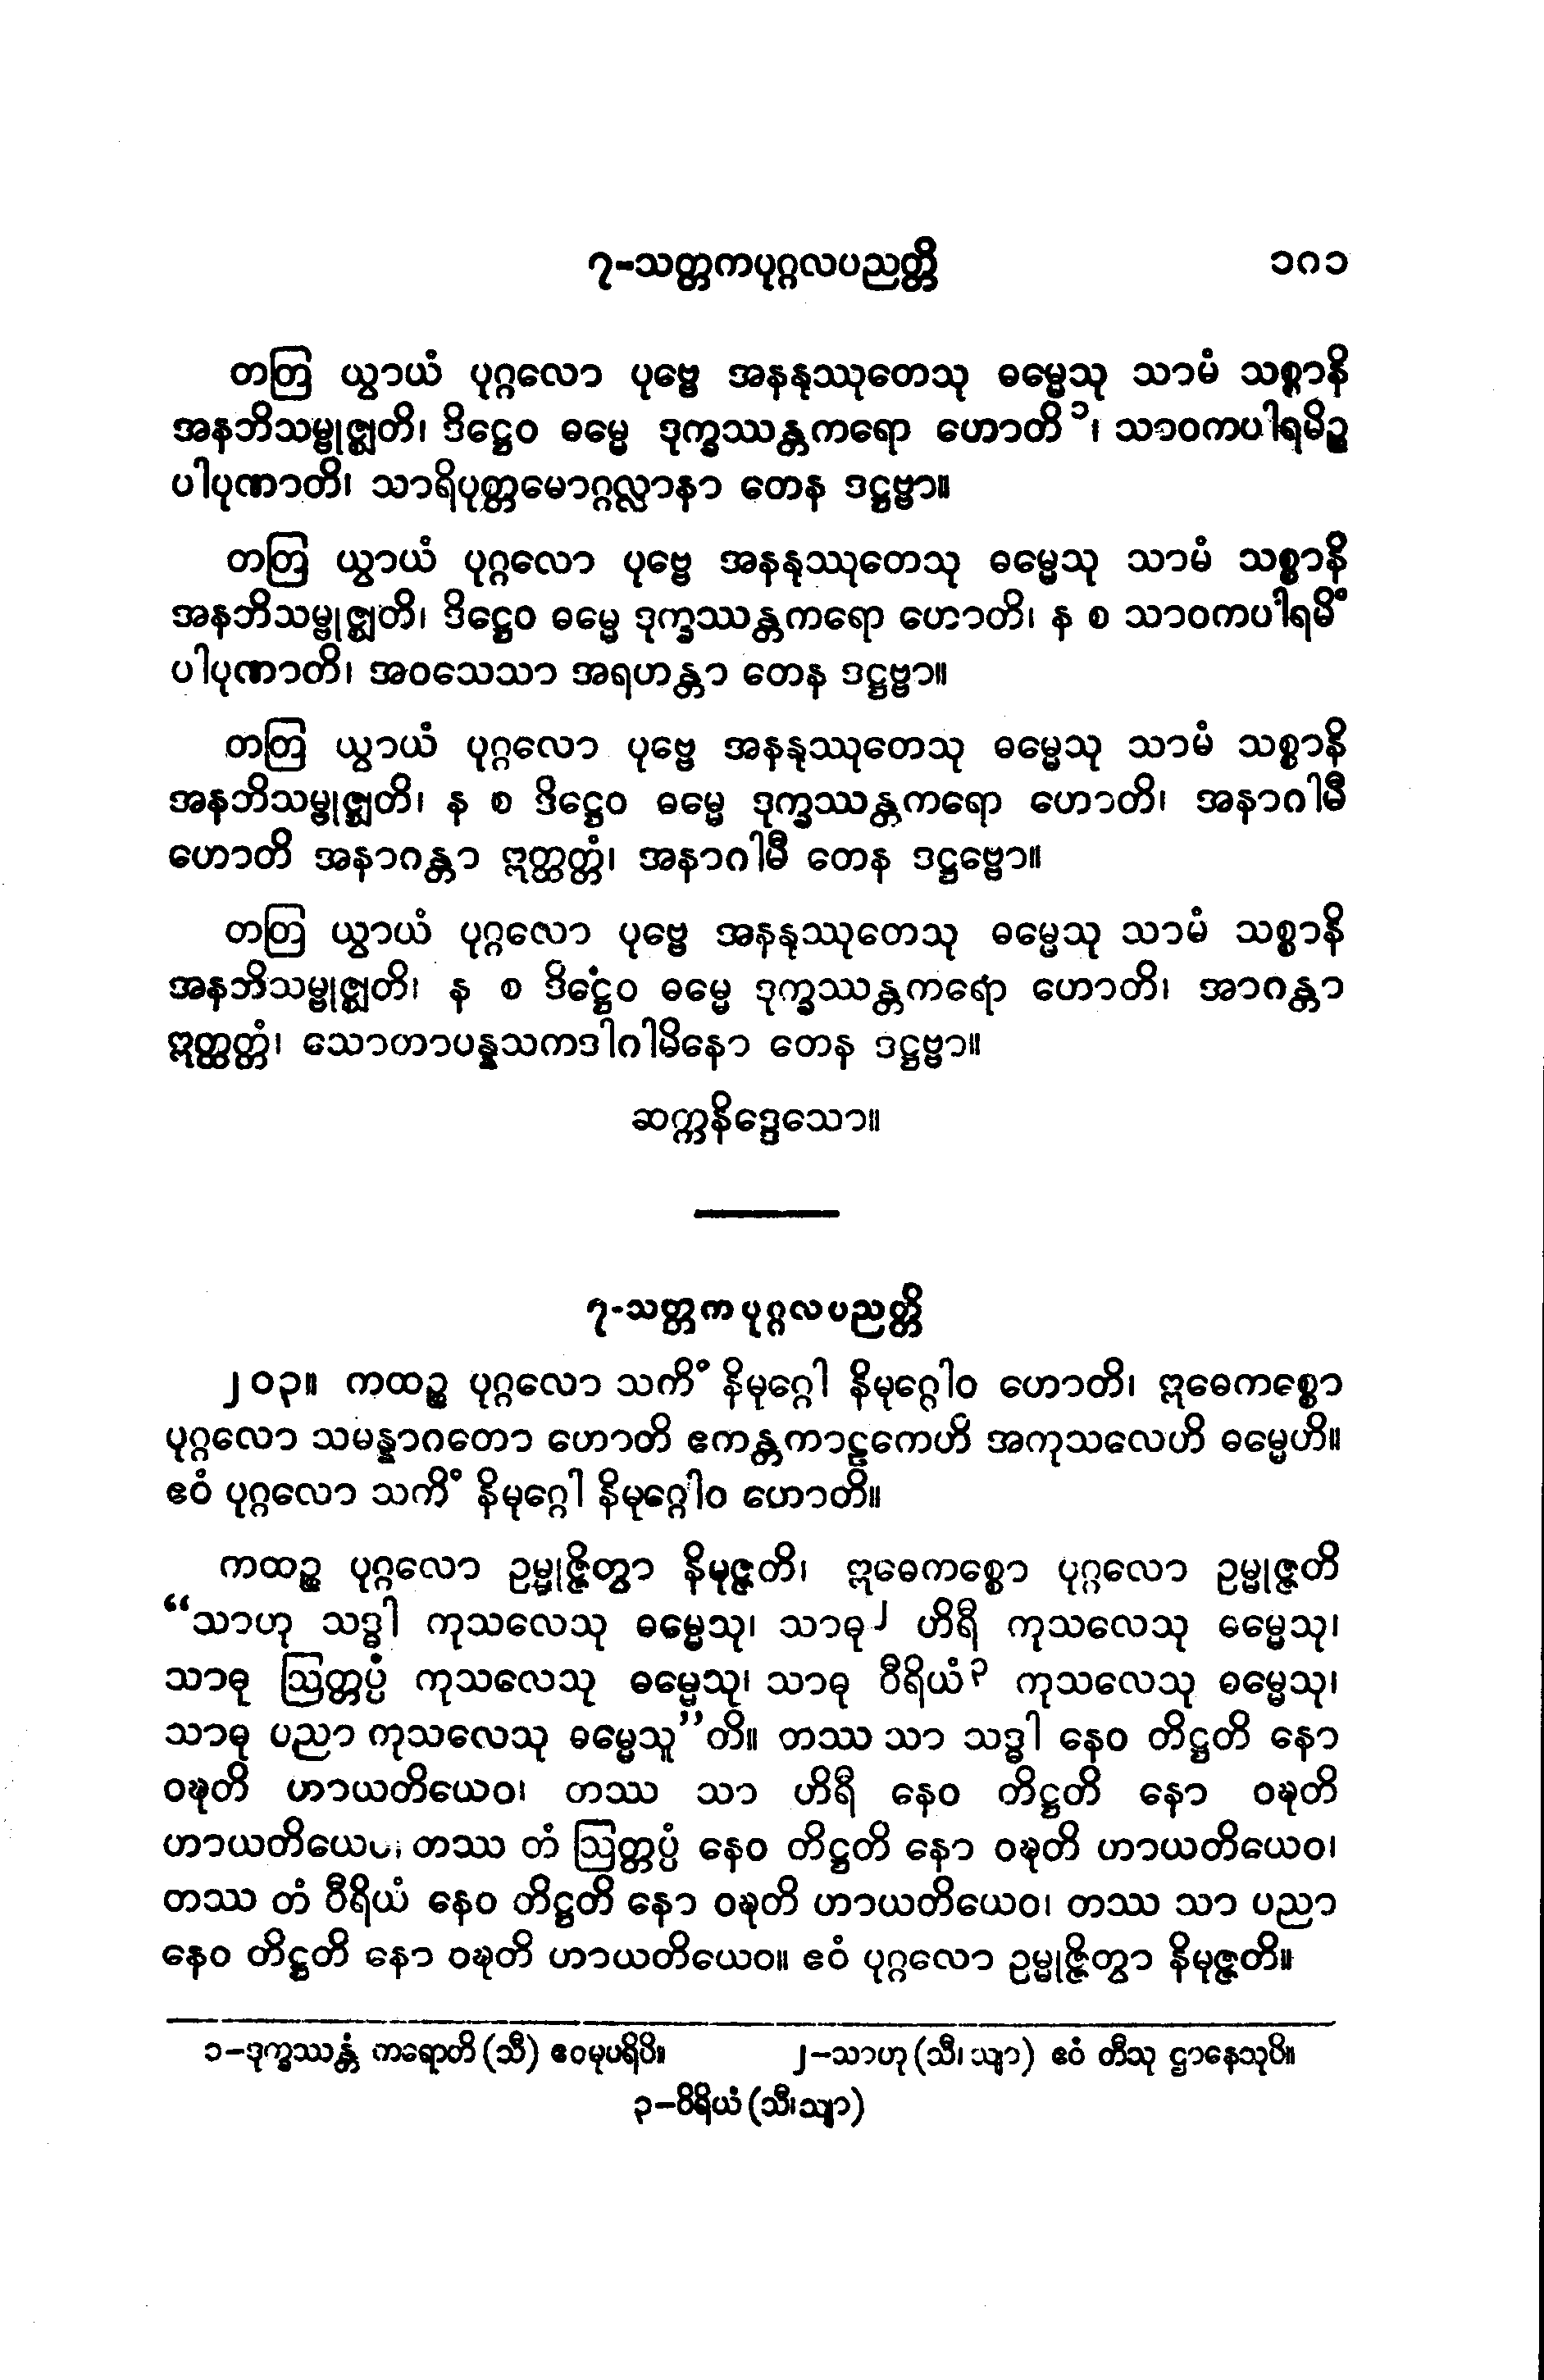 ၇-သတ္တကပုဂ္ဂလပညတ္တိ ၁၈၁
တတြ ယွာယံ ပုဂ္ဂလော ပုဗ္ဗေ အနနုဿုတေသု ဓမ္မေသု သာမံ သစ္စာနိ
အနဘိသမ္ဗုဇ္ဈတိ၊ ဒိဋ္ဌေဝ ဓမ္မေ ဒုက္ခဿန္တကရော ဟောတိ၁၊ သာဝကပါရမိဉ္စ
ပါပုဏာတိ၊ သာရိပုတ္တမောဂ္ဂလ္လာနာ တေန ဒဋ္ဌဗ္ဗာ။
တတြ ယွာယံ ပုဂ္ဂလော ပုဗ္ဗေ အနနုဿုတေသု ဓမ္မေသု သာမံ သစ္စာနိ
အနဘိသမ္ဗုဇ္ဈတိ၊ ဒိဋ္ဌေဝ ဓမ္မေ ဒုက္ခဿန္တကရော ဟောတိ၊ န စ သာဝကပါရမိံ
ပါပုဏာတိ၊ အဝသေသာ အရဟန္တာ တေန ဒဋ္ဌဗ္ဗာ။
တတြ ယွာယံ ပုဂ္ဂလော ပုဗ္ဗေ အနနုဿုတေသု ဓမ္မေသု သာမံ သစ္စာနိ
အနဘိသမ္ဗုဇ္ဈတိ၊ န စ ဒိဋ္ဌေဝ ဓမ္မေ ဒုက္ခဿန္တကရော ဟောတိ၊ အနာဂါမီ
ဟောတိ အနာဂန္တာ ဣတ္ထတ္တံ၊ အနာဂါမီ တေန ဒဋ္ဌဗ္ဗော။
တတြ ယွာယံ ပုဂ္ဂလော ပုဗ္ဗေ အနနုဿုတေသု ဓမ္မေသု သာမံ သစ္စာနိ
အနဘိသမ္ဗုဇ္ဈတိ၊ န စ ဒိဋ္ဌေဝ ဓမ္မေ ဒုက္ခဿန္တကရော ဟောတိ၊ အာဂန္တာ
ဣတ္ထတ္တံ၊ သောတာပန္နသကဒါဂါမိနော တေန ဒဋ္ဌဗ္ဗာ။
ဆက္ကနိဒ္ဒေသော။
၇-သတ္တကပုဂ္ဂလပညတ္တိ
၂၀၃။ ကထဉ္စ ပုဂ္ဂလော သကိံ နိမုဂ္ဂေါ နိမုဂ္ဂေါဝ ဟောတိ၊ ဣဓေကစ္စော
ပုဂ္ဂလော သမန္နာဂတော ဟောတိ ဧကန္တကာဠကေဟိ အကုသလေဟိ ဓမ္မေဟိ။
ဧဝံ ပုဂ္ဂလော သကိံ နိမုဂ္ဂေါ နိမုဂ္ဂေါဝ ဟောတိ။
ကထဉ္စ ပုဂ္ဂလော ဥမ္မုဇ္ဇိတွာ နိမုဇ္ဇတိ၊ ဣဓေကစ္စော ပုဂ္ဂလော ဥမ္မုဇ္ဇတိ
“သာဟု သဒ္ဓါ ကုသလေသု ဓမ္မေသု၊ သာဓု၂ ဟိရီ ကုသလေသု ဓမ္မေသု၊
သာဓု ဩတ္တပ္ပံ ကုသလေသု ဓမ္မေသု၊ သာဓု ဝီရိယံ၃ ကုသလေသု ဓမ္မေသု၊
သာဓု ပညာ ကုသလေသု ဓမ္မေသူ”တိ။ တဿ သာ သဒ္ဓါ နေဝ တိဋ္ဌတိ နော
ဝဍ္ဎတိ ဟာယတိယေဝ၊ တဿ သာ ဟိရီ နေဝ တိဋ္ဌတိ နော ဝဍ္ဎတိ
ဟာယတိယေဝ၊ တဿ တံ ဩတ္တပ္ပံ နေဝ တိဋ္ဌတိ နော ဝဍ္ဎတိ ဟာယတိယေဝ၊
တဿ တံ ဝီရိယံ နေဝ တိဋ္ဌတိ နော ဝဍ္ဎတိ ဟာယတိယေဝ၊ တဿ သာ ပညာ
နေဝ တိဋ္ဌတိ နော ဝဍ္ဎတိ ဟာယတိယေဝ။ ဧဝံ ပုဂ္ဂလော ဥမ္မုဇ္ဇိတွာ နိမုဇ္ဇတိ။
၁-ဒုက္ခဿန္တံ ကရောတိ (သီ) ဧဝမုပရိပိ။ ၂-သာဟု (သီ၊ သျာ) ဧဝံ တီသု ဌာနေသုပိ။
၃-ဝိရိယံ (သီ၊သျာ)